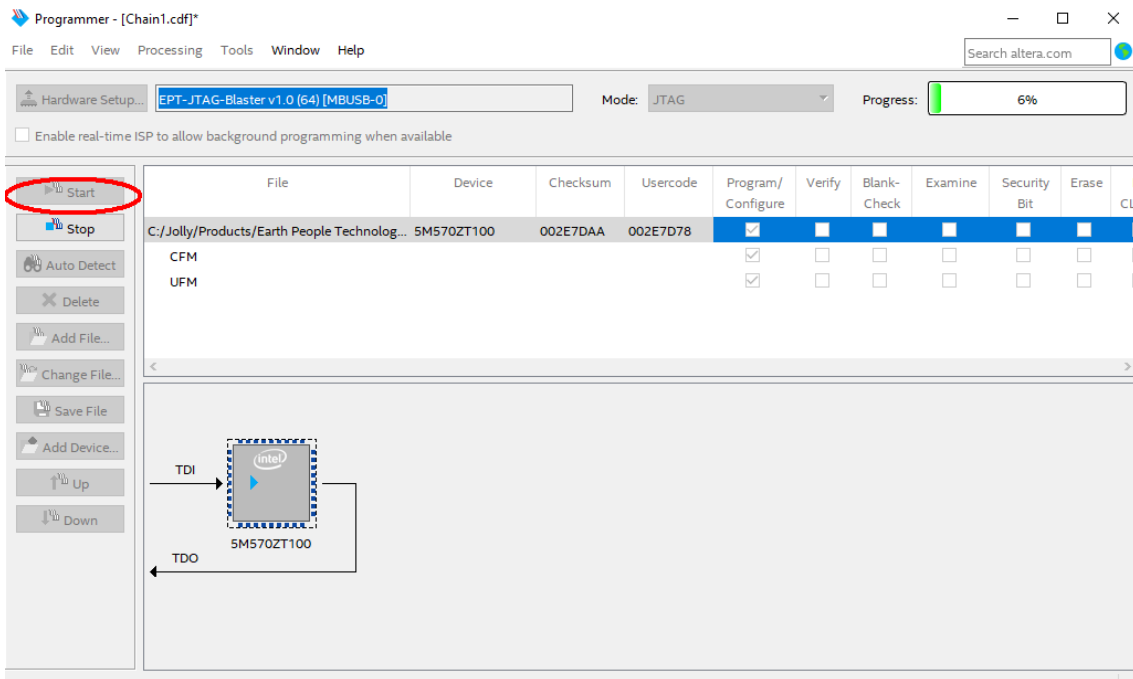 Programmer - [Chain1.cdf]*
File Edit View Processing Tools Window Help
Search altera.com
Hardware Setup... EPT-JTAG-Blaster v1.0 (64) [MBUSB-0] Mode: JTAG Progress: 6%
Enable real-time ISP to allow background programming when available
Start
Stop
Auto Detect
Delete
Add File...
Change File...
Save File
Add Device...
Up
Down
File Device Checksum Usercode Program/ Verify Blank- Examine Security Erase
Configure Check Bit CL
C:/Jolly/Products/Earth People Technolog... 5M570ZT100 002E7DAA 002E7D78
CFM
UFM
TDI
intel
5M570ZT100
TDO